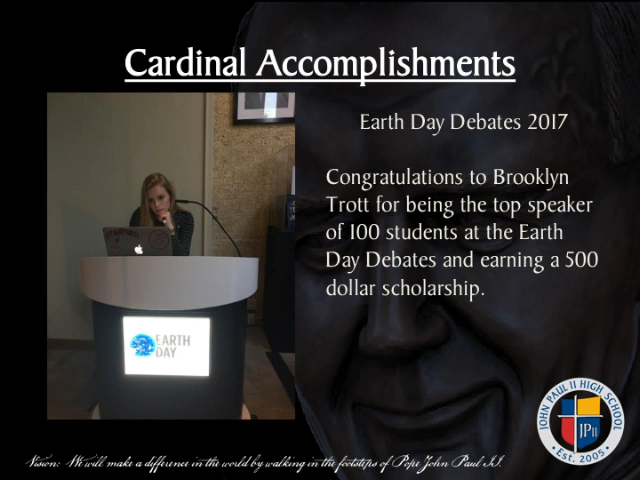 Cardinal Accomplishments
Earth Day Debates 2017
Congratulations to Brooklyn
Trott for being the top speaker
of 100 students at the Earth
Day Debates and earning a 500
dollar scholarship.
EARTH
DAY
JOHN PAUL II HIGH SCHOOL
JPII
• Est. 2005 •
Vision: We will make a difference in the world by walking in the footsteps of Pope John Paul II.